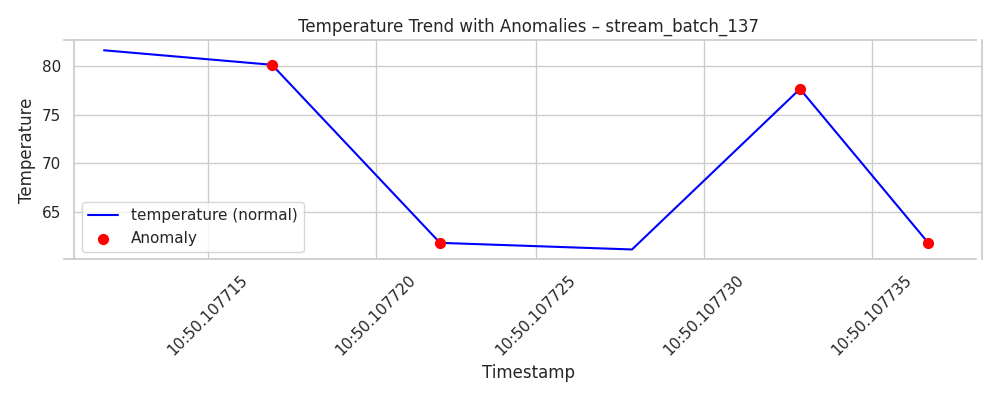 Temperature Trend with Anomalies – stream_batch_137
Temperature
80
75
70
65
temperature (normal)
Anomaly
10:50.107715
10:50.107720
10:50.107725
10:50.107730
10:50.107735
Timestamp